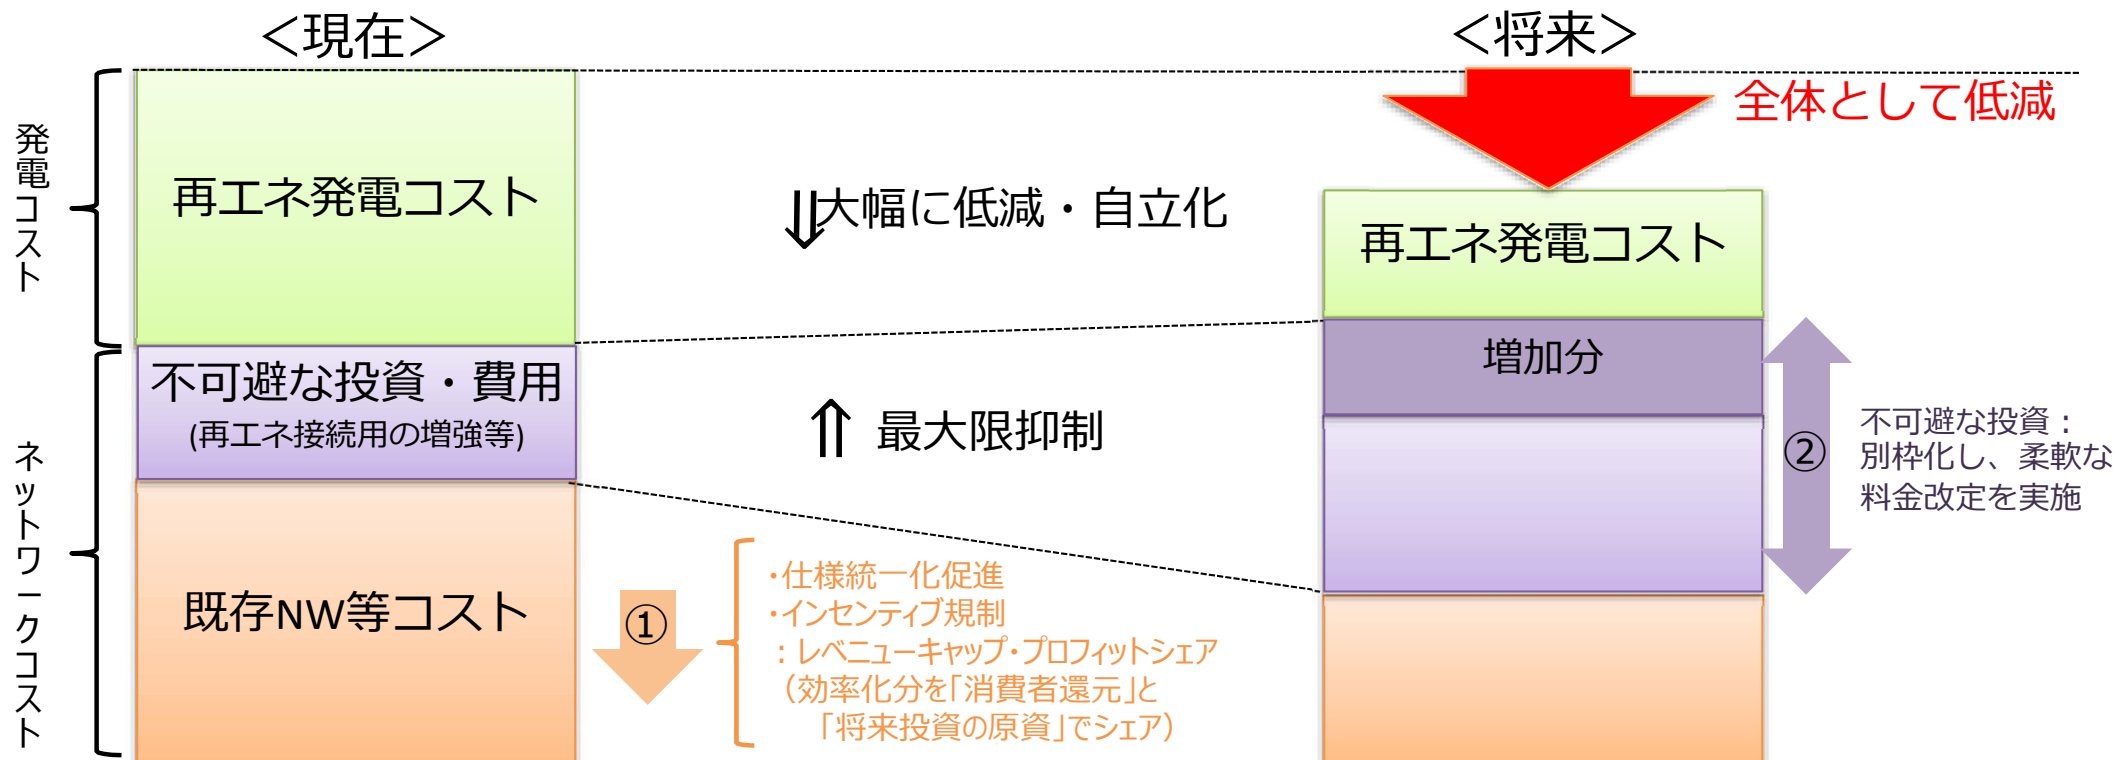 ＜現在＞
＜将来＞
全体として低減
発電コスト
再エネ発電コスト
⇓大幅に低減・自立化
再エネ発電コスト
不可避な投資・費用
(再エネ接続用の増強等)
⇑ 最大限抑制
増加分
②
不可避な投資：
別枠化し、柔軟な
料金改定を実施
ネットワークコスト
既存NW等コスト
①
・仕様統一化促進
・インセンティブ規制
：レベニューキャップ・プロフィットシェア
（効率化分を「消費者還元」と
「将来投資の原資」でシェア）